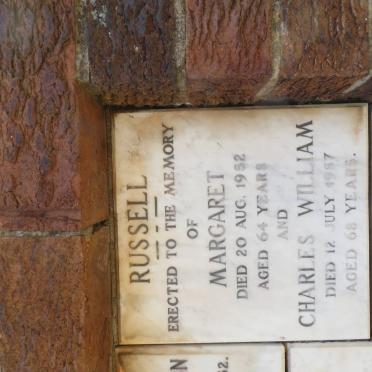 RUSSELL
ERECTED TO THE MEMORY
OF
MARGARET
DIED 20 AUG. 1952
AGED 64 YEARS
AND
CHARLES WILLIAM
DIED 12 JULY 1957
AGED 68 YEARS.